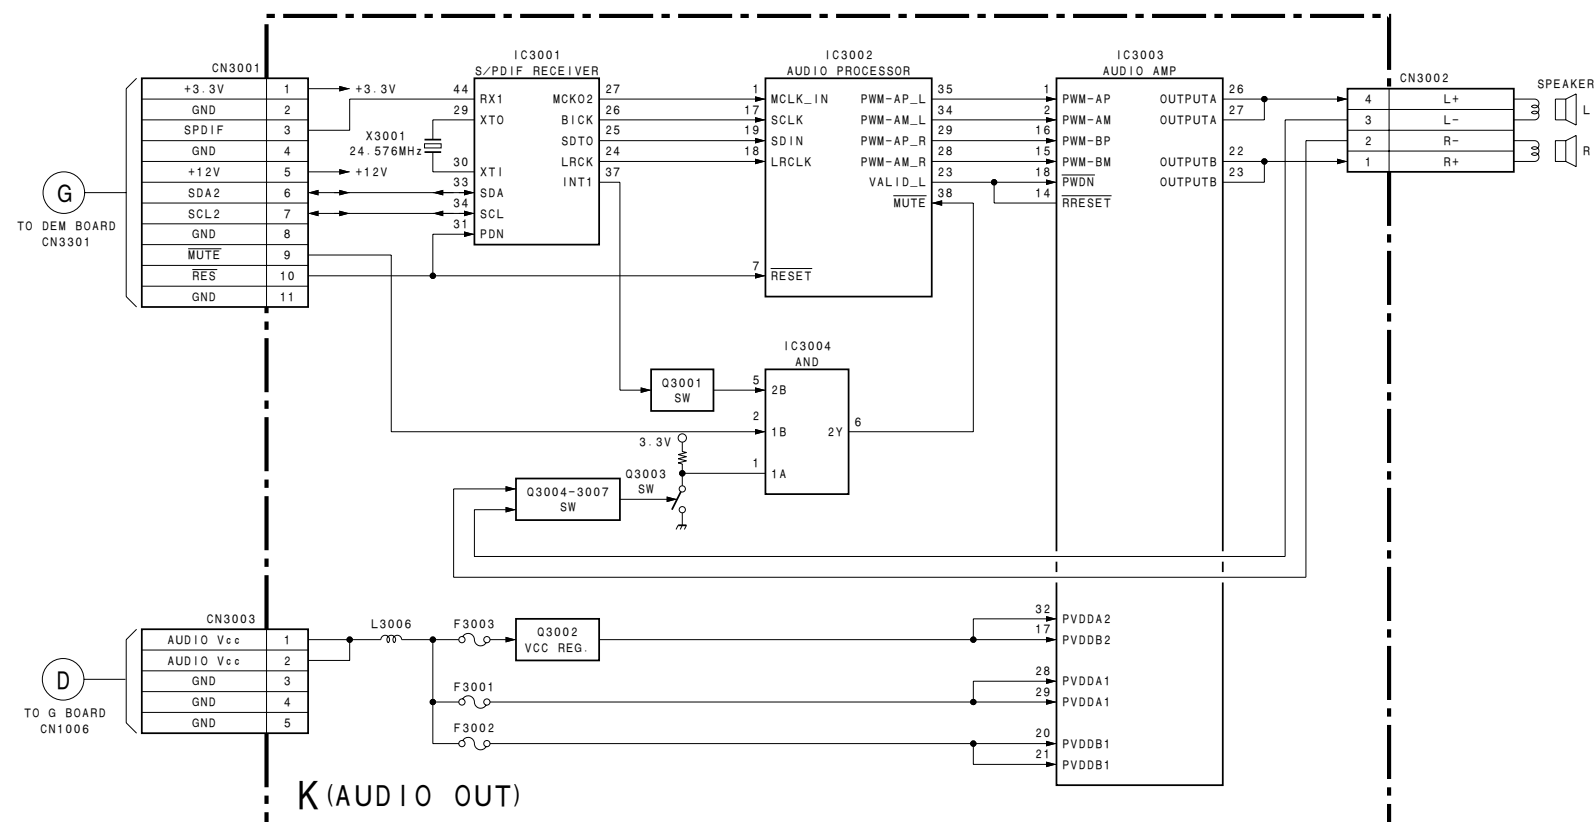 CN3001
+3.3V 1
GND 2
SPDIF 3
GND 4
+12V 5
SDA2 6
SCL2 7
GND 8
MUTE 9
RES 10
GND 11
G
TO DEM BOARD
CN3301
+3.3V
X3001
24.576MHz
+12V
IC3001
S/PDIF RECEIVER
44 RX1
29 XTO
30 XTI
33 SDA
34 SCL
31 PDN
MCKO2 27
BICK 26
SDTO 25
LRCK 24
INT1 37
IC3002
AUDIO PROCESSOR
1 MCLK_IN
17 SCLK
19 SDIN
18 LRCLK
7 RESET
PWM-AP_L 35
PWM-AM_L 34
PWM-AP_R 29
PWM-AM_R 28
VALID_L 23
MUTE 38
IC3003
AUDIO AMP
1 PWM-AP
2 PWM-AM
16 PWM-BP
15 PWM-BM
18 PWDN
14 RRESET
OUTPUTA 26
OUTPUTA 27
OUTPUTB 22
OUTPUTB 23
CN3002
4 L+
3 L-
2 R-
1 R+
SPEAKER
L
R
IC3004
AND
Q3001
SW
5 2B
2 1B
1 1A
2Y 6
3.3V
Q3003
SW
Q3004-3007
SW
CN3003
AUDIO Vcc 1
AUDIO Vcc 2
GND 3
GND 4
GND 5
D
TO G BOARD
CN1006
L3006
F3003
Q3002
VCC REG.
F3001
F3002
32 PVDDA2
17 PVDDB2
28 PVDDA1
29 PVDDA1
20 PVDDB1
21 PVDDB1
K (AUDIO OUT)